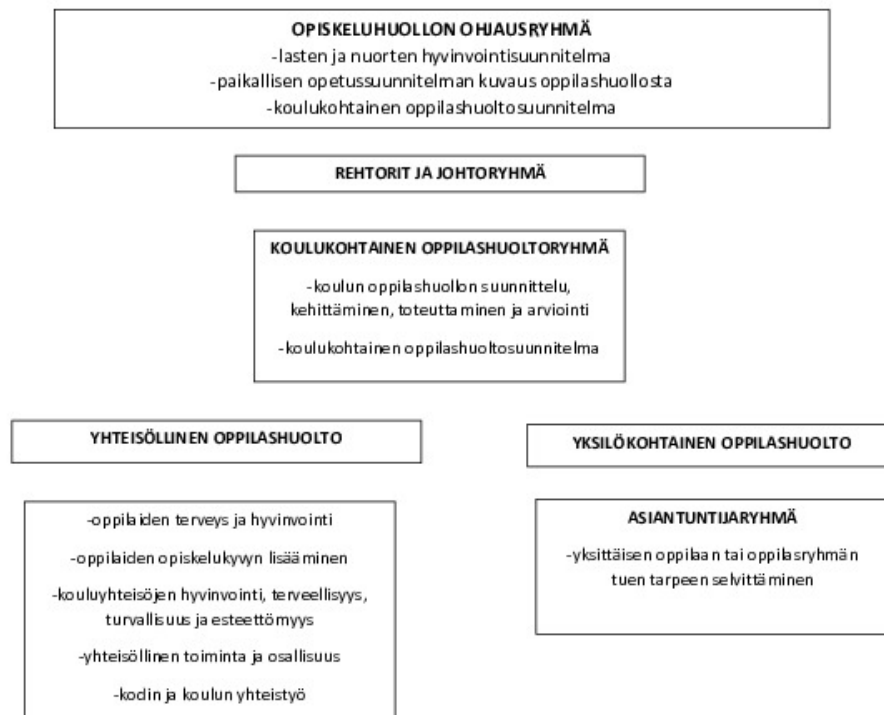 OPISKELUHUOLLON OHJAUSRYHMÄ
-lasten ja nuorten hyvinvointisuunnitelma
-paikallisen opetussuunnitelman kuvaus oppilashuollosta
-koulukohtainen oppilashuoltosuunnitelma
REHTORIT JA JOHTORYHMÄ
KOULUKOHTAINEN OPPILASHUOLTORYHMÄ
-koulun oppilashuollon suunnittelu,
kehittäminen, toteuttaminen ja arviointi
-koulukohtainen oppilashuoltosuunnitelma
YHTEISÖLLINEN OPPILASHUOLTO
-oppilaiden terveys ja hyvinvointi
-oppilaiden opiskelukyvyn lisääminen
-kouluyhteisöjen hyvinvointi, terveellisyys,
turvallisuus ja esteettömyys
-yhteisöllinen toiminta ja osallisuus
-kodin ja koulun yhteistyö
YKSILÖKOHTAINEN OPPILASHUOLTO
ASIANTUNTIJARYHMÄ
-yksittäisen oppilaan tai oppilasryhmän
tuen tarpeen selvittäminen